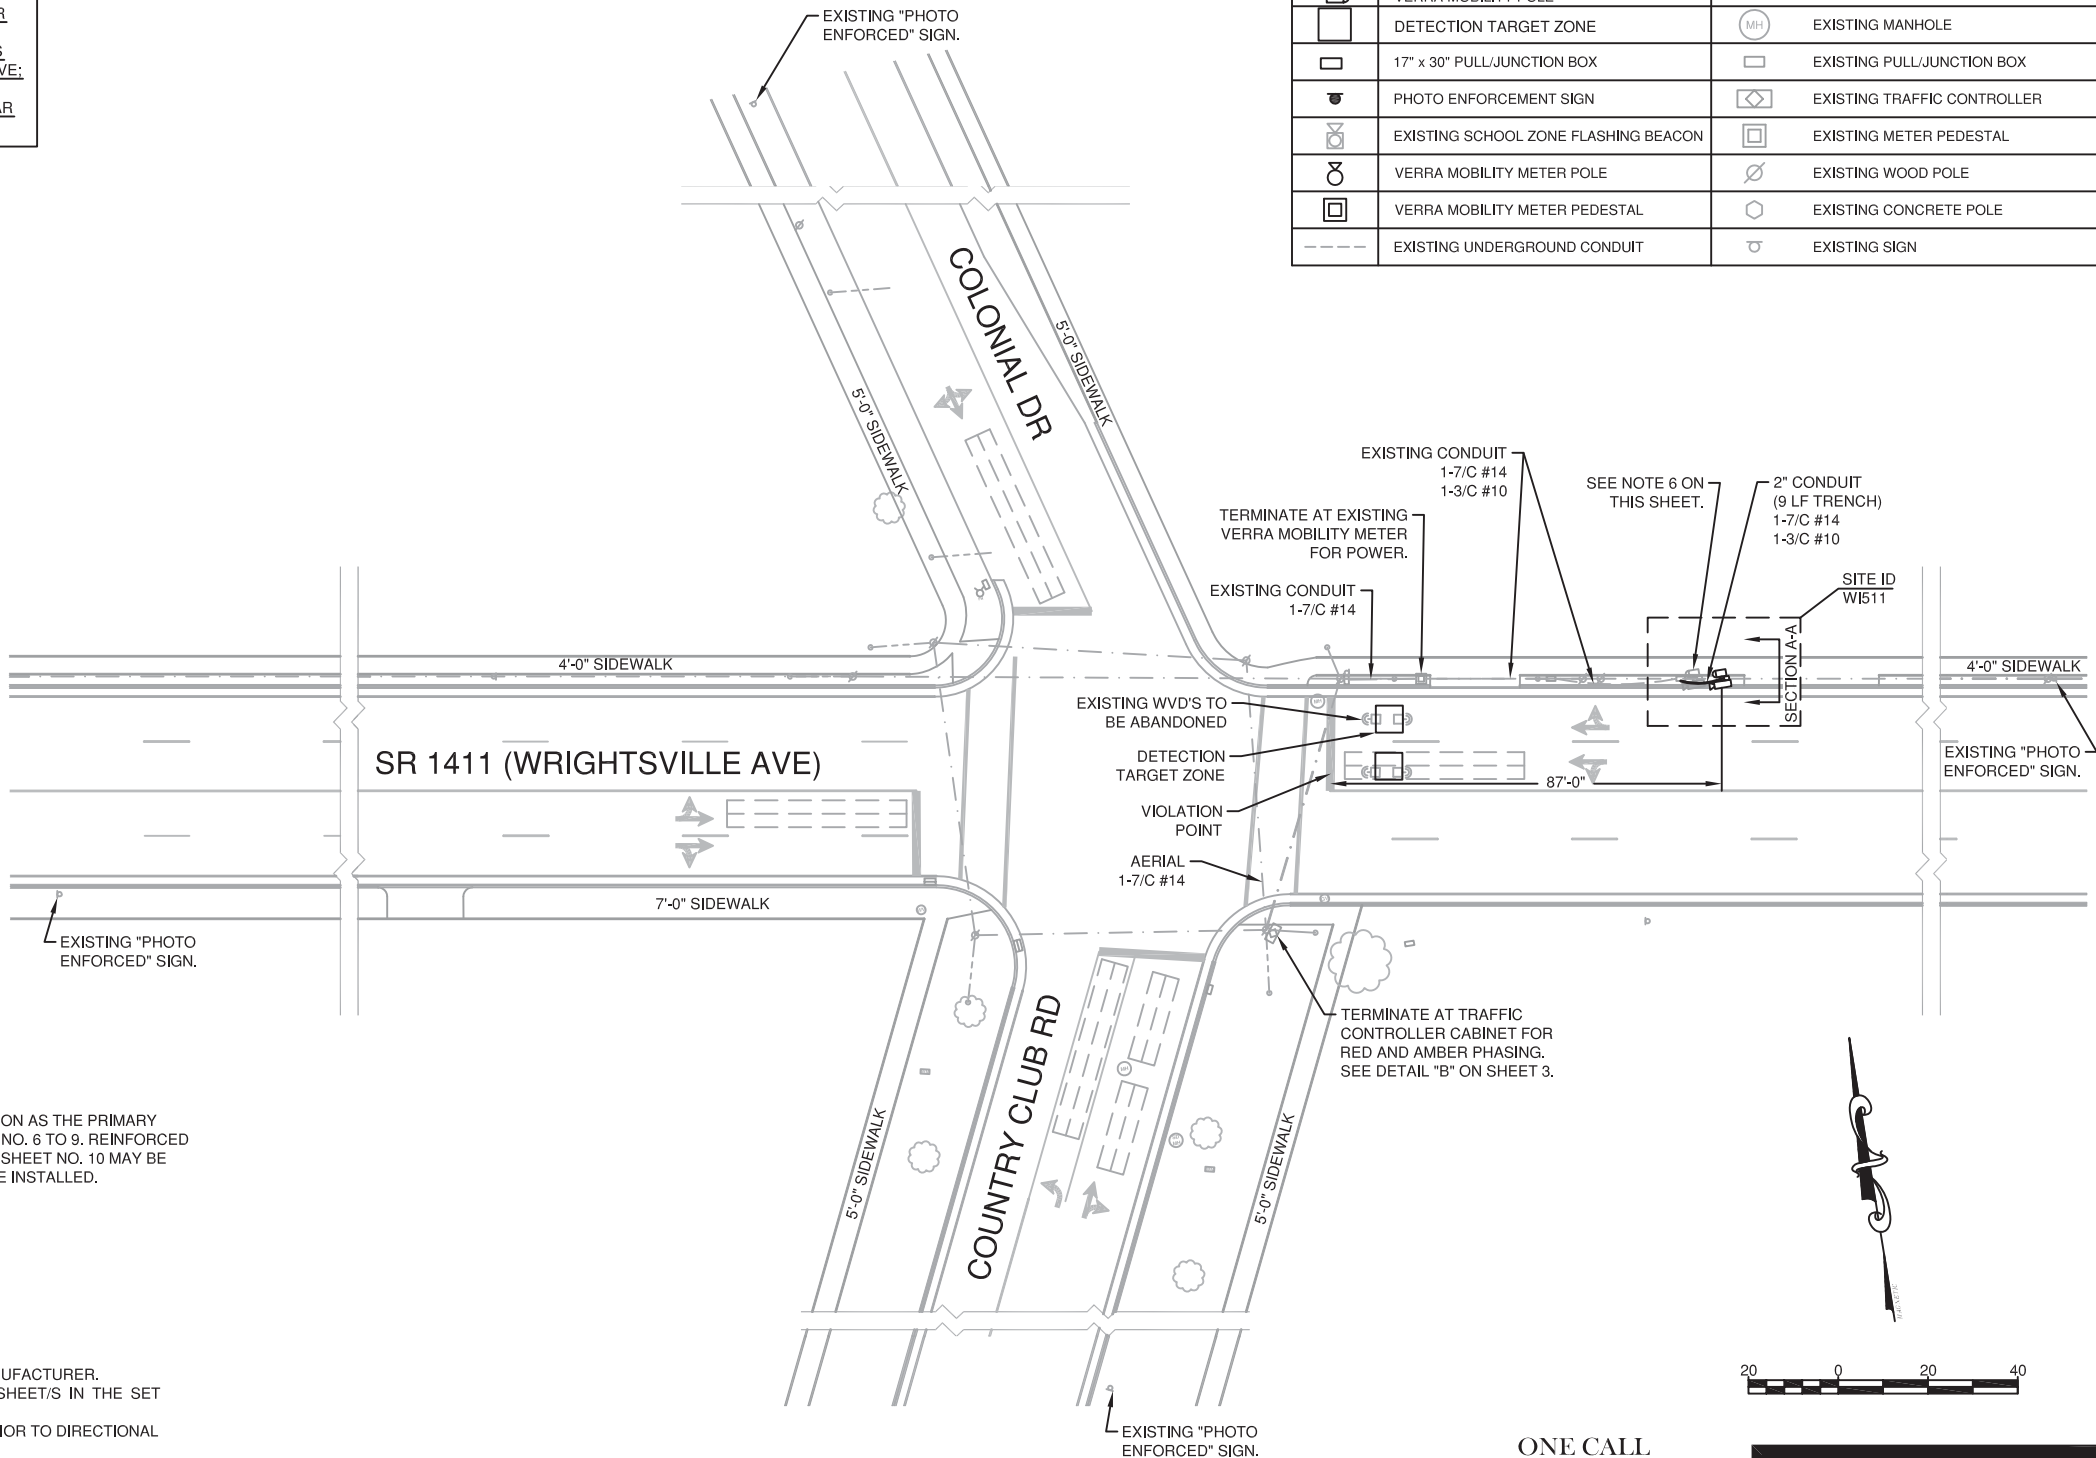 R
S
VE;
AR
DETECTION TARGET ZONE
MH
EXISTING MANHOLE
17" x 30" PULL/JUNCTION BOX
EXISTING PULL/JUNCTION BOX
PHOTO ENFORCEMENT SIGN
EXISTING TRAFFIC CONTROLLER
EXISTING SCHOOL ZONE FLASHING BEACON
EXISTING METER PEDESTAL
VERRA MOBILITY METER POLE
EXISTING WOOD POLE
VERRA MOBILITY METER PEDESTAL
EXISTING CONCRETE POLE
EXISTING UNDERGROUND CONDUIT
EXISTING SIGN
EXISTING "PHOTO
ENFORCED" SIGN.
COLONIAL DR
5'-0" SIDEWALK
5'-0" SIDEWALK
EXISTING CONDUIT
1-7/C #14
1-3/C #10
SEE NOTE 6 ON
THIS SHEET.
2" CONDUIT
(9 LF TRENCH)
1-7/C #14
1-3/C #10
TERMINATE AT EXISTING
VERRA MOBILITY METER
FOR POWER.
EXISTING CONDUIT
1-7/C #14
SITE ID
WI511
SECTION A-A
4'-0" SIDEWALK
4'-0" SIDEWALK
EXISTING WVD'S TO
BE ABANDONED
DETECTION
TARGET ZONE
VIOLATION
POINT
AERIAL
1-7/C #14
87'-0"
EXISTING "PHOTO
ENFORCED" SIGN.
SR 1411 (WRIGHTSVILLE AVE)
7'-0" SIDEWALK
EXISTING "PHOTO
ENFORCED" SIGN.
TERMINATE AT TRAFFIC
CONTROLLER CABINET FOR
RED AND AMBER PHASING.
SEE DETAIL "B" ON SHEET 3.
COUNTRY CLUB RD
5'-0" SIDEWALK
5'-0" SIDEWALK
ON AS THE PRIMARY
NO. 6 TO 9. REINFORCED
SHEET NO. 10 MAY BE
E INSTALLED.
MAGNETIC
UFACTURER.
SHEET/S IN THE SET
IOR TO DIRECTIONAL
20 0 20 40
EXISTING "PHOTO
ENFORCED" SIGN.
ONE CALL